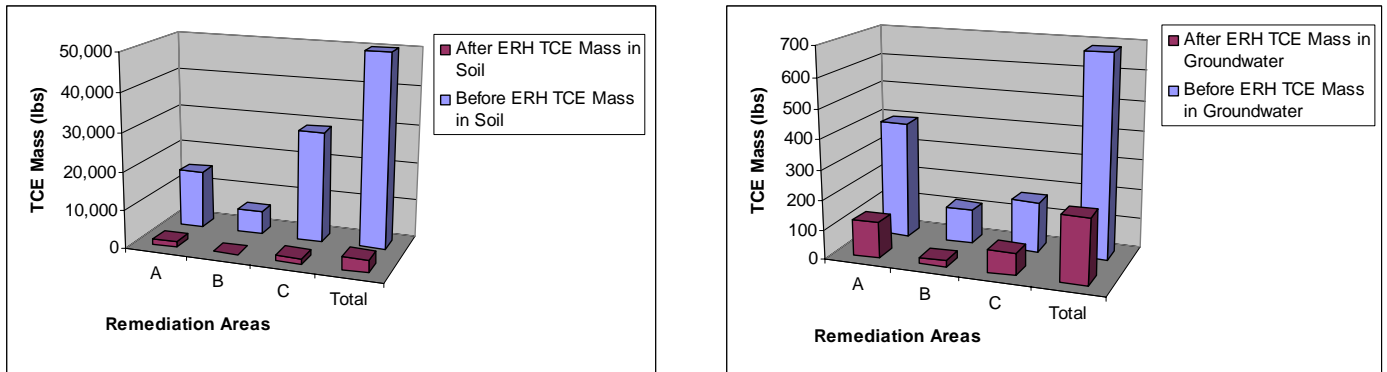 50,000
40,000
30,000
20,000
10,000
0
TCE Mass (lbs)
A
B
C
Total
Remediation Areas
After ERH TCE Mass in
Soil
Before ERH TCE Mass
in Soil
700
600
500
400
300
200
100
0
TCE Mass (lbs)
A
B
C
Total
Remediation Areas
After ERH TCE Mass in
Groundwater
Before ERH TCE Mass
in Groundwater